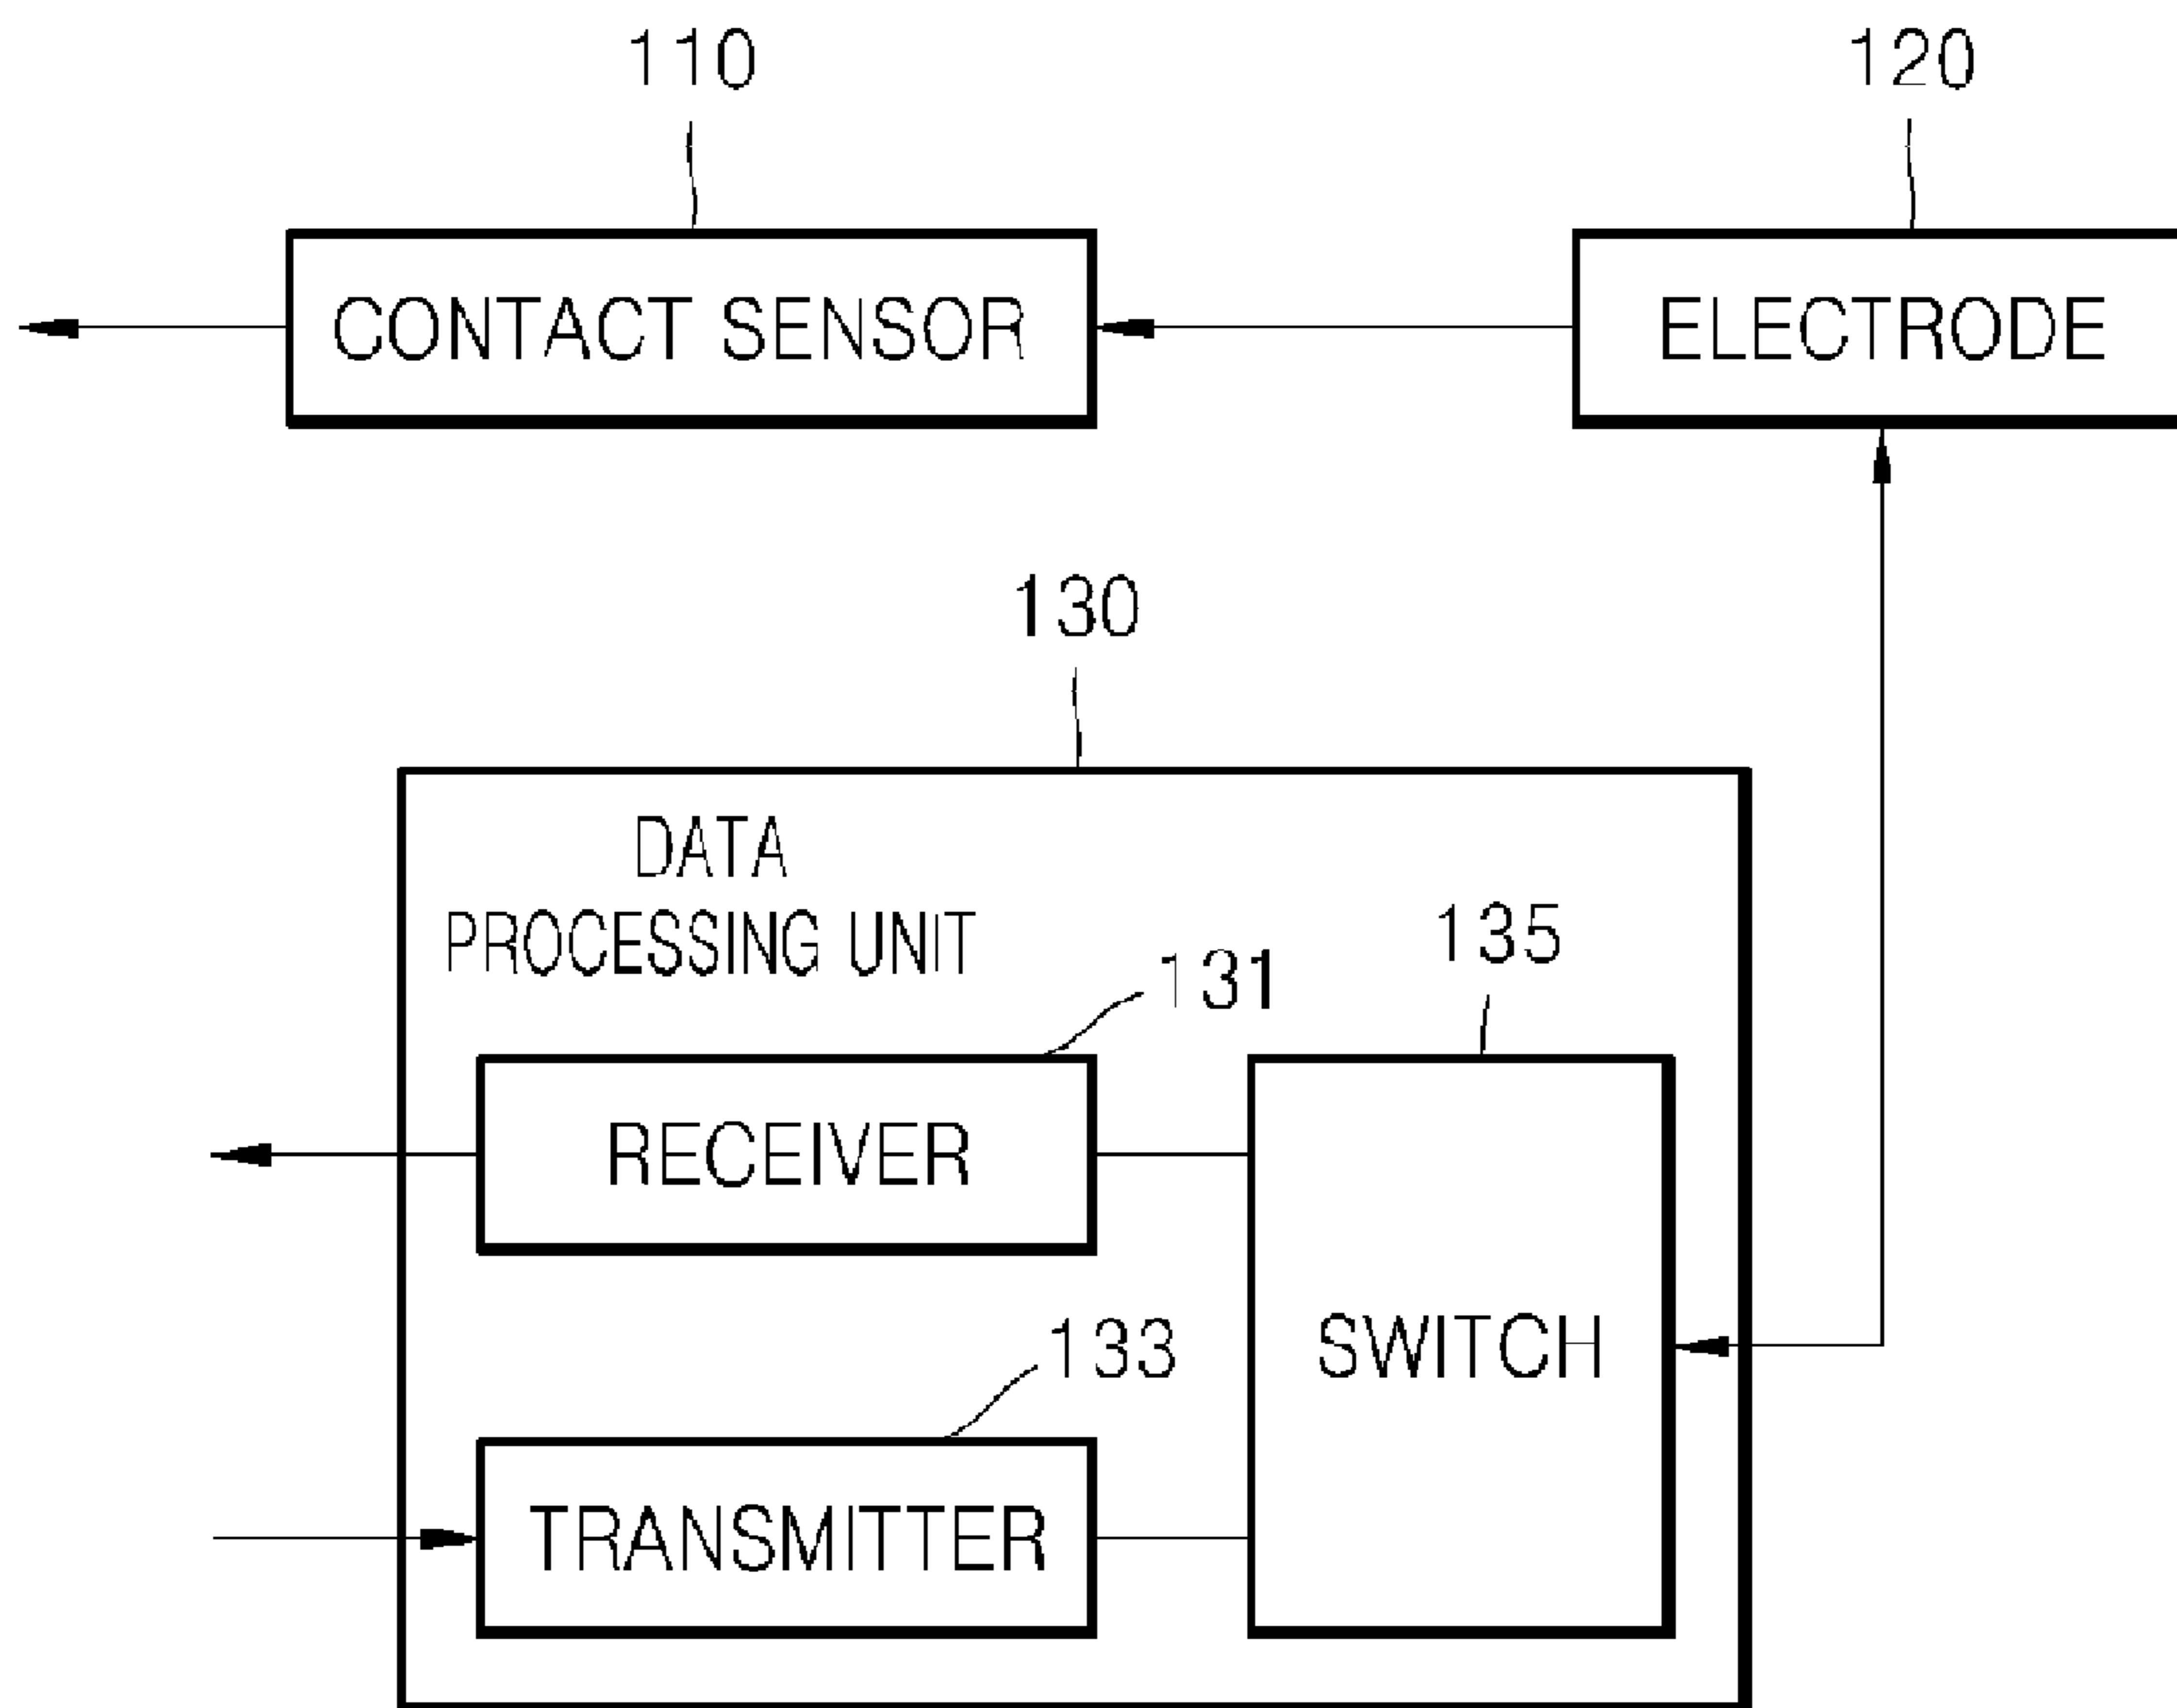 110
120
CONTACT SENSOR
ELECTRODE
130
DATA
PROCESSING UNIT
135
131
RECEIVER
SWITCH
133
TRANSMITTER